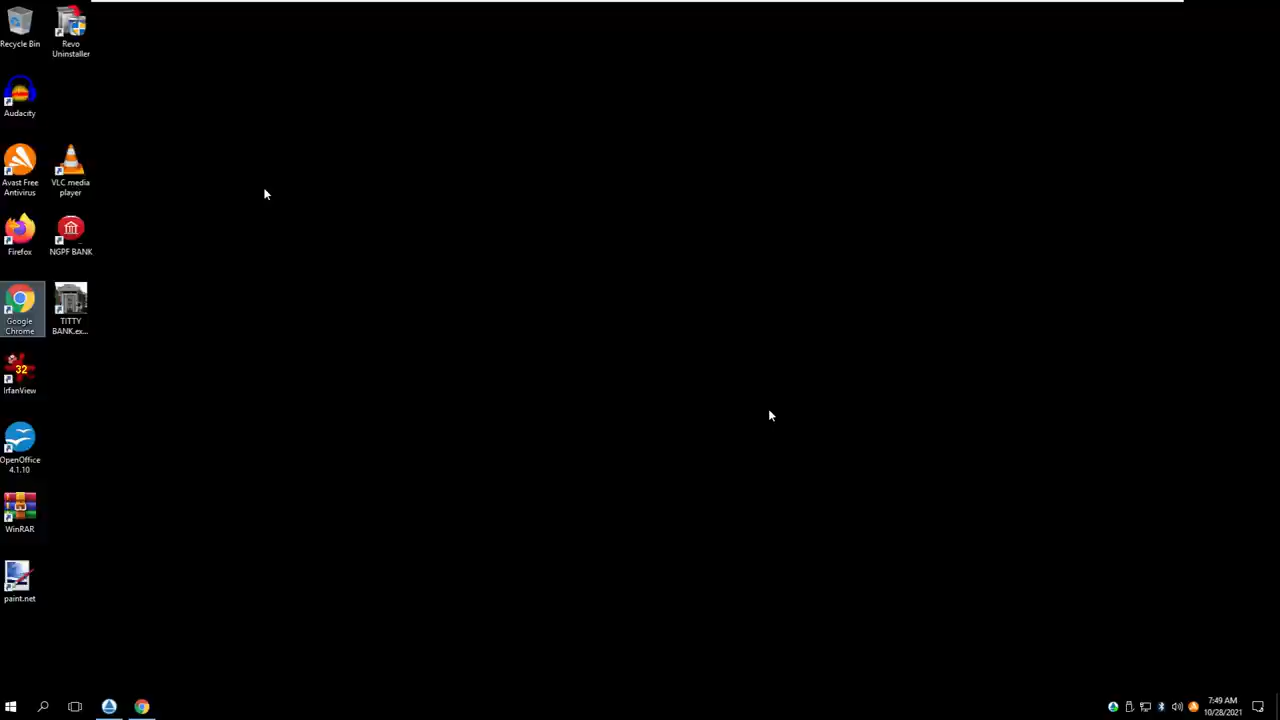 Recycle Bin
Revo
Uninstaller
Audacity
Avast Free
Antivirus
VLC media
player
Firefox
NGPF BANK
Google
Chrome
TITTY
BANK.ex...
32
IrfanView
OpenOffice
4.1.10
WinRAR
paint.net
7:49 AM
10/28/2021